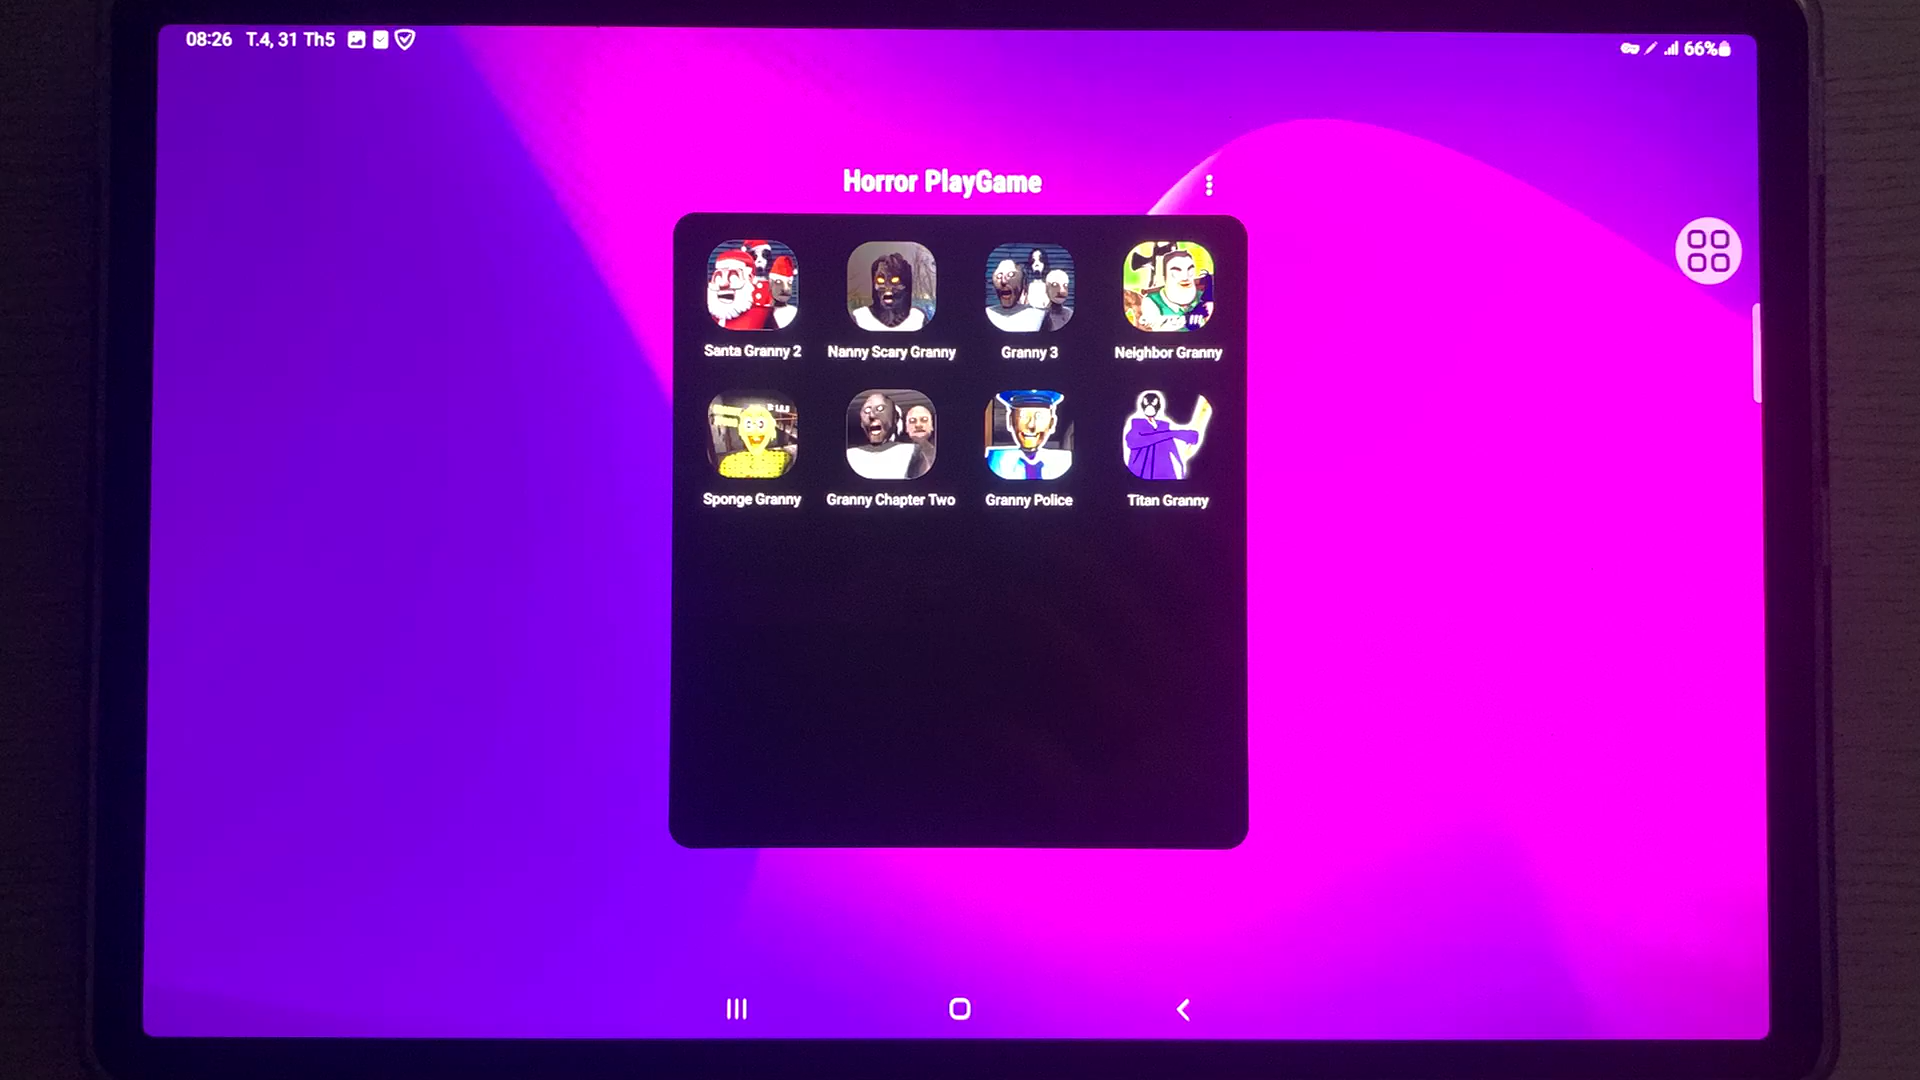 08:26 T.4, 31 Th5
66%
Horror PlayGame
Santa Granny 2
Nanny Scary Granny
Granny 3
Neighbor Granny
Sponge Granny
Granny Chapter Two
Granny Police
Titan Granny